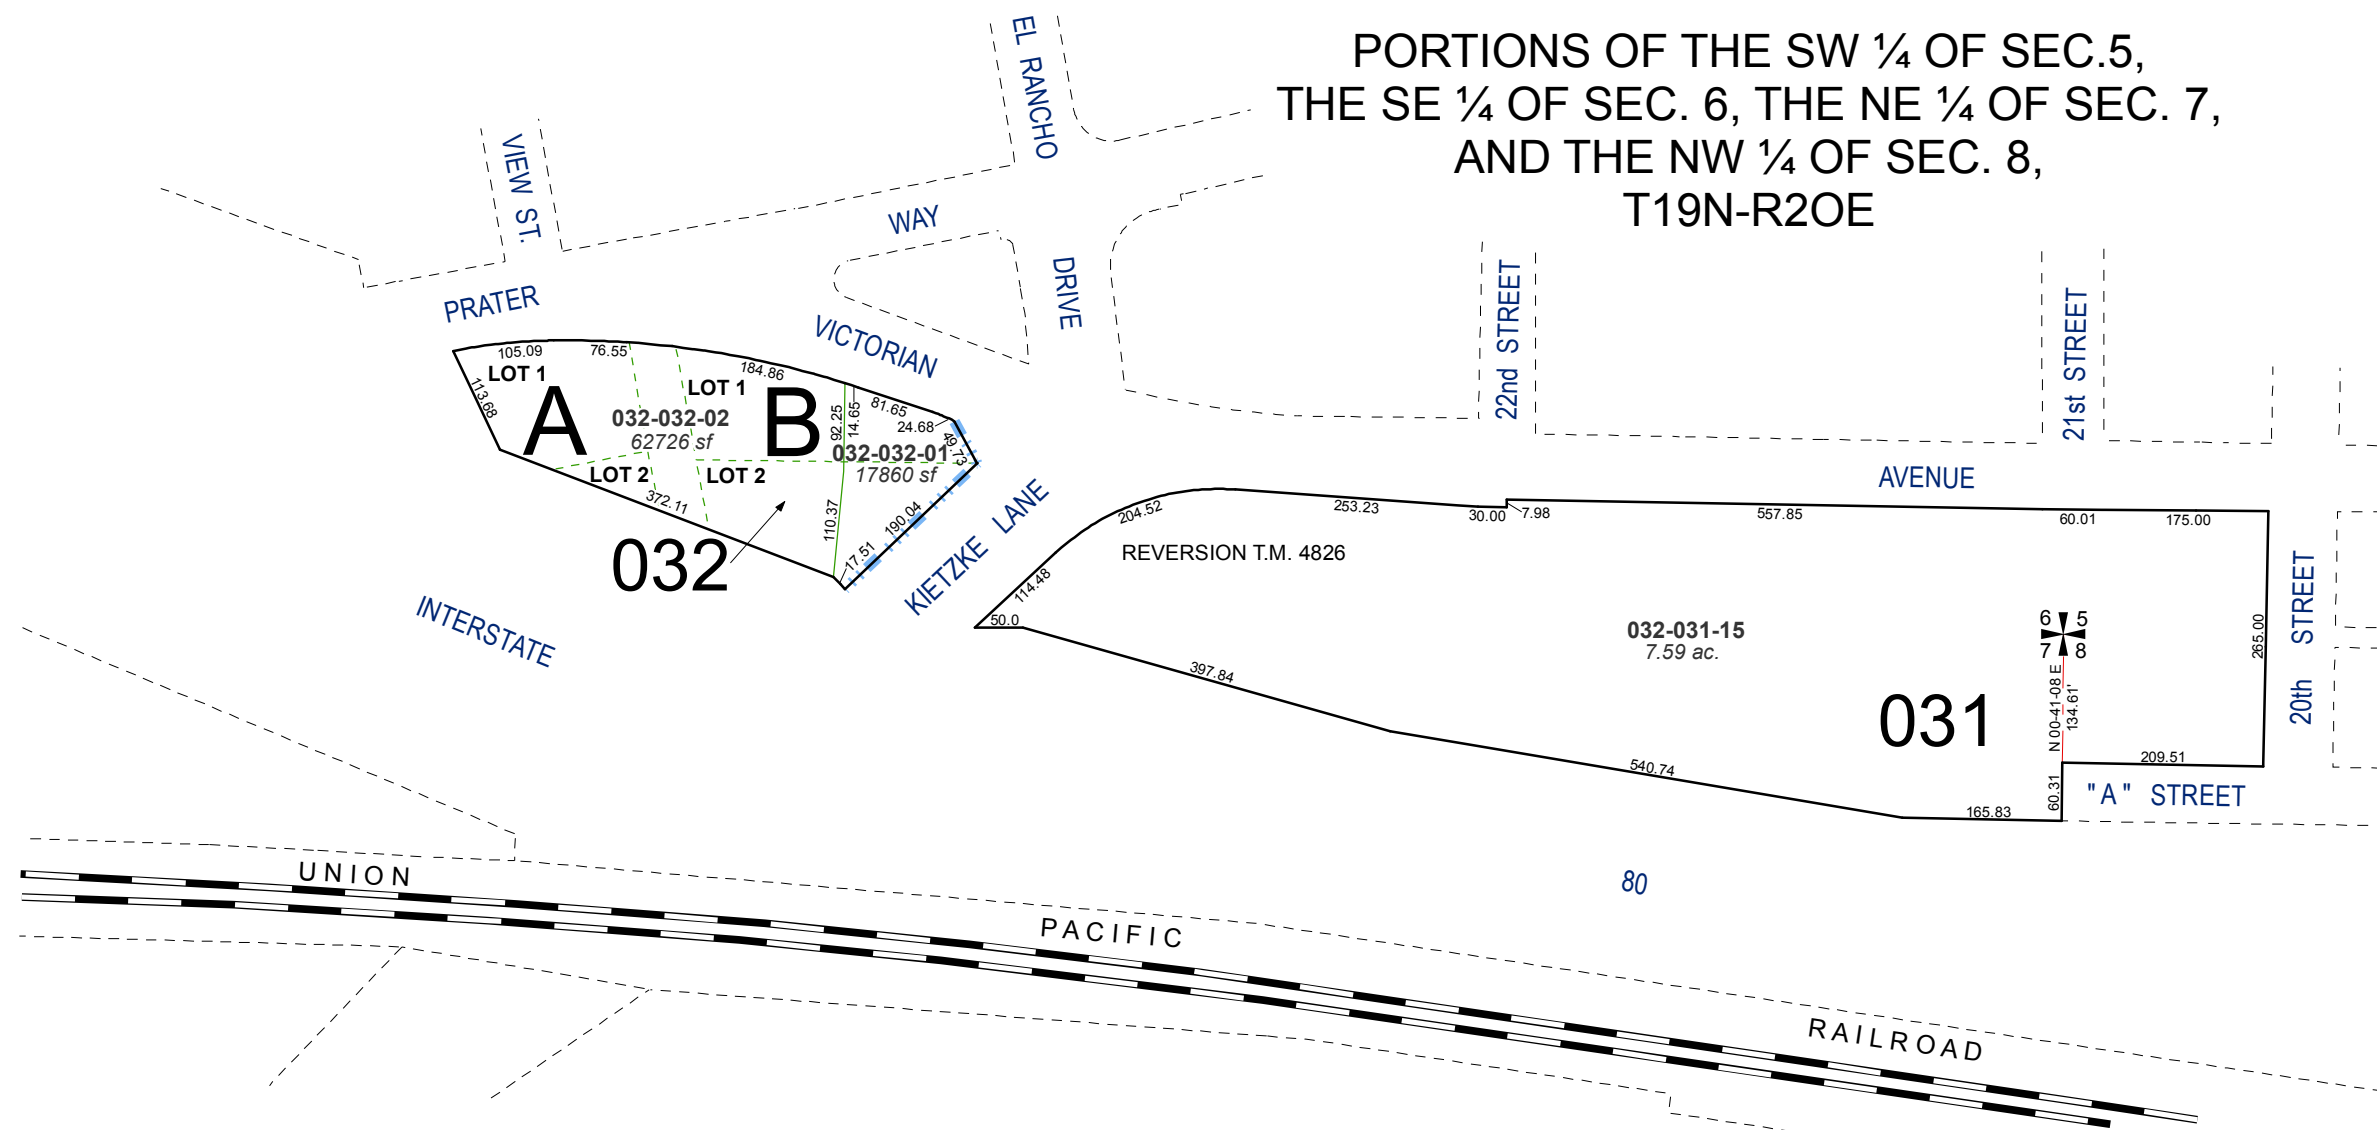 PORTIONS OF THE SW ¼ OF SEC.5,
THE SE ¼ OF SEC. 6, THE NE ¼ OF SEC. 7,
AND THE NW ¼ OF SEC. 8,
T19N-R2OE
EL RANCHO
DRIVE
VIEW ST.
WAY
PRATER
VICTORIAN
AVENUE
22nd STREET
21st STREET
20th STREET
"A" STREET
KIETZKE LANE
INTERSTATE
80
105.09
76.55
184.86
81.65
24.68
49.73
113.68
LOT 1
A
LOT 1
B
92.25
14.65
032-032-02
62726 sf
032-032-01
17860 sf
LOT 2
LOT 2
372.11
110.37
190.04
17.51
032
204.52
253.23
30.00
7.98
557.85
60.01
175.00
REVERSION T.M. 4826
114.48
50.0
397.84
540.74
165.83
60.31
209.51
265.00
032-031-15
7.59 ac.
6 5
7 8
N 00-41-08 E
134.61'
031
UNION
PACIFIC
RAILROAD